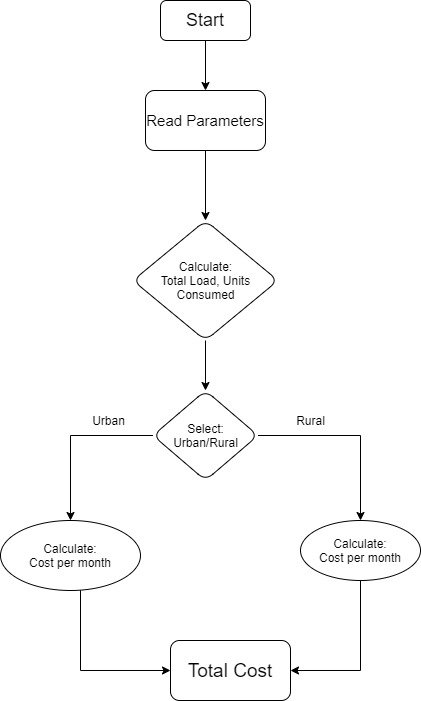 Start
Read Parameters
Calculate:
Total Load, Units
Consumed
Select:
Urban/Rural
Urban
Rural
Calculate:
Cost per month
Calculate:
Cost per month
Total Cost